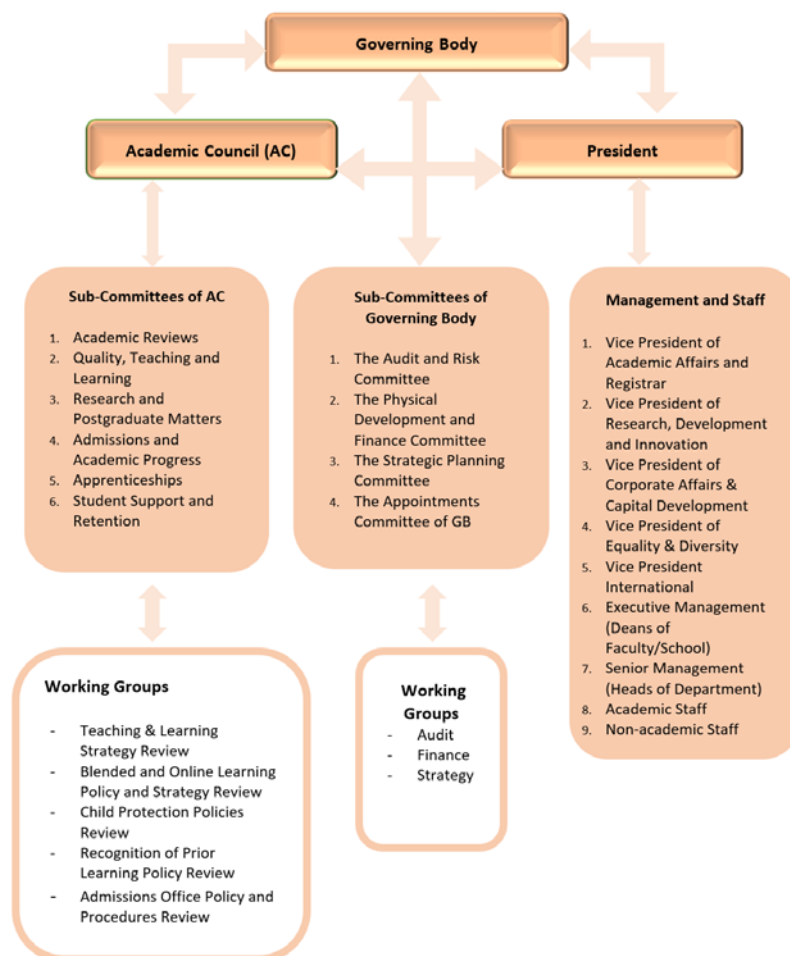 Governing Body
Academic Council (AC)
President
Sub-Committees of AC
1. Academic Reviews
2. Quality, Teaching and
Learning
3. Research and
Postgraduate Matters
4. Admissions and
Academic Progress
5. Apprenticeships
6. Student Support and
Retention
Sub-Committees of
Governing Body
1. The Audit and Risk
Committee
2. The Physical
Development and
Finance Committee
3. The Strategic Planning
Committee
4. The Appointments
Committee of GB
Management and Staff
1. Vice President of
Academic Affairs and
Registrar
2. Vice President of
Research, Development
and Innovation
3. Vice President of
Corporate Affairs &
Capital Development
4. Vice President of
Equality & Diversity
5. Vice President
International
6. Executive Management
(Deans of
Faculty/School)
7. Senior Management
(Heads of Department)
8. Academic Staff
9. Non-academic Staff
Working Groups
- Teaching & Learning
Strategy Review
- Blended and Online Learning
Policy and Strategy Review
- Child Protection Policies
Review
- Recognition of Prior
Learning Policy Review
- Admissions Office Policy and
Procedures Review
Working
Groups
- Audit
- Finance
- Strategy